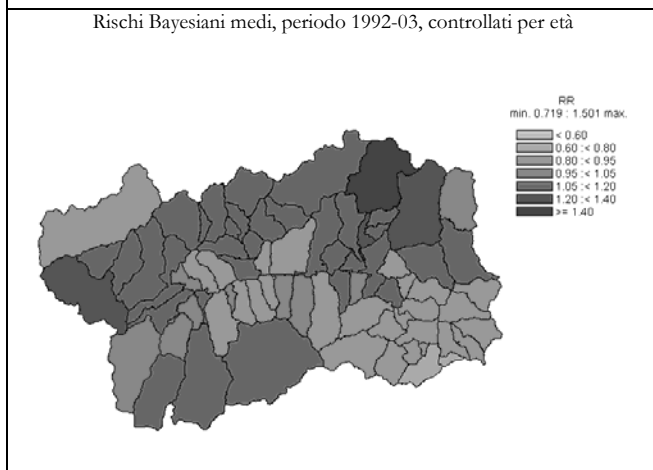 Rischi Bayesiani medi, periodo 1992-03, controllati per età
RR
min. 0.719 : 1.501 max.
< 0.60
0.60 :< 0.80
0.80 :< 0.95
0.95 :< 1.05
1.05 :< 1.20
1.20 :< 1.40
>= 1.40